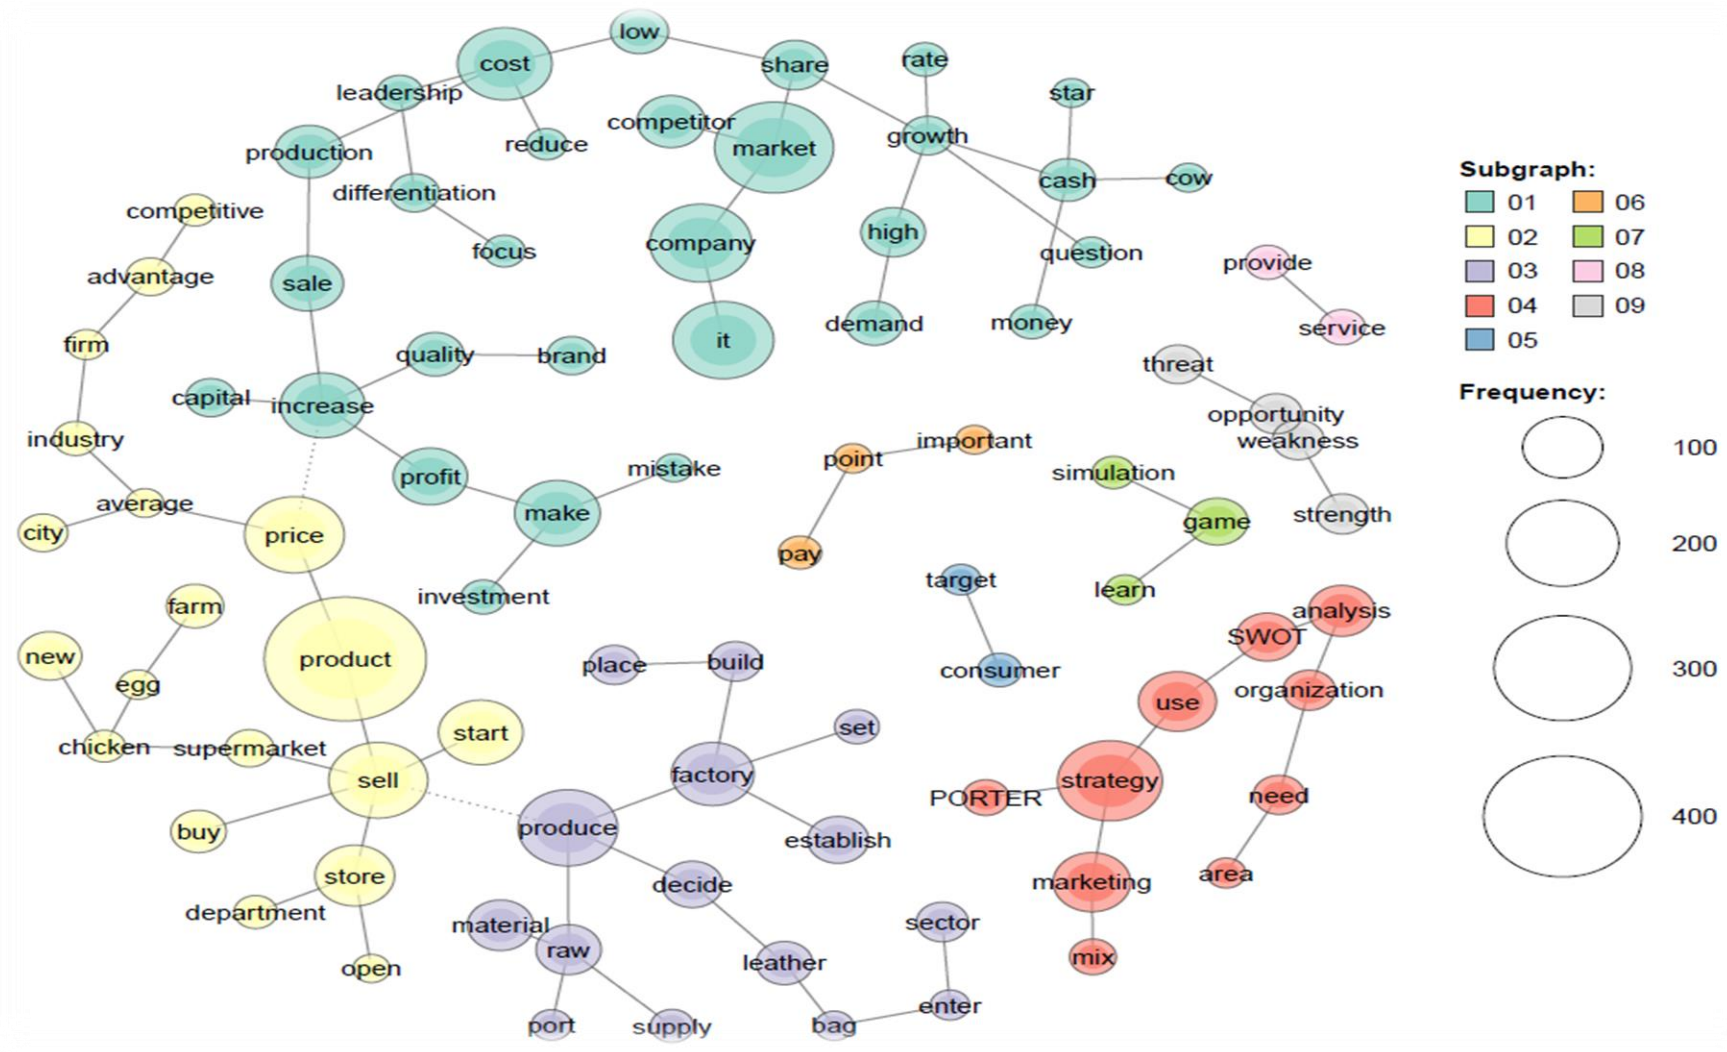 low
cost
share
rate
leadership
star
competitor
growth
reduce
market
production
cash
cow
differentiation
competitive
high
company
focus
question
provide
advantage
sale
demand
money
service
firm
it
quality
brand
threat
capital
increase
opportunity
industry
important
weakness
point
profit
mistake
simulation
average
make
game
strength
city
price
pay
target
learn
investment
farm
analysis
SWOT
new
product
place
build
consumer
egg
organization
use
set
start
chicken
supermarket
factory
sell
strategy
PORTER
need
buy
produce
establish
store
decide
marketing
area
department
material
sector
raw
leather
mix
open
enter
port
supply
bag
Subgraph:
01 06
02 07
03 08
04 09
05
Frequency:
100
200
300
400